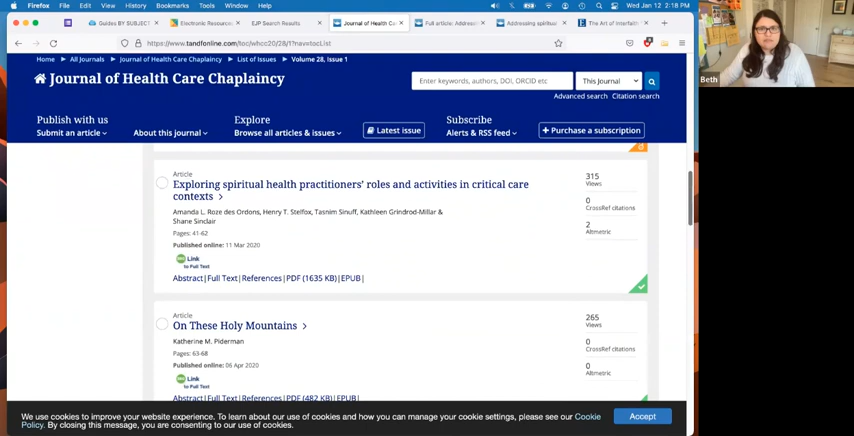 Firefox File Edit View History Bookmarks Tools Window Help
Wed Jan 12 2:18 PM
Guides BY SUBJECT
Electronic Resources
EJP Search Results
Journal of Health Ca
Full article: Addressin
Addressing spiritua
The Art of Interfaith
https://www.tandfonline.com/toc/whcc20/28/1?nav=tocList
Home All Journals Journal of Health Care Chaplaincy List of Issues Volume 28, Issue 1
Journal of Health Care Chaplaincy
Enter keywords, authors, DOI, ORCID etc
This Journal
Advanced search Citation search
Publish with us
Submit an article
About this journal
Explore
Browse all articles & issues
Latest issue
Subscribe
Alerts & RSS feed
+ Purchase a subscription
Article
Exploring spiritual health practitioners' roles and activities in critical care
contexts >
Amanda L. Roze des Ordons, Henry T. Stelfox, Tasnim Sinuff, Kathleen Grindrod-Millar &
Shane Sinclair
Pages: 41-62
Published online: 11 Mar 2020
Link
to Full Text
Abstract|Full Text|References|PDF (1635 KB)|EPUB|
315
Views
0
CrossRef citations
2
Altmetric
Article
On These Holy Mountains >
Katherine M. Piderman
Pages: 63-68
Published online: 06 Apr 2020
Link
to Full Text
Abstract|Full Text|References|PDF (482 KB)|EPUB|
265
Views
0
CrossRef citations
0
Altmetric
We use cookies to improve your website experience. To learn about our use of cookies and how you can manage your cookie settings, please see our Cookie
Policy. By closing this message, you are consenting to our use of cookies.
Accept
Beth